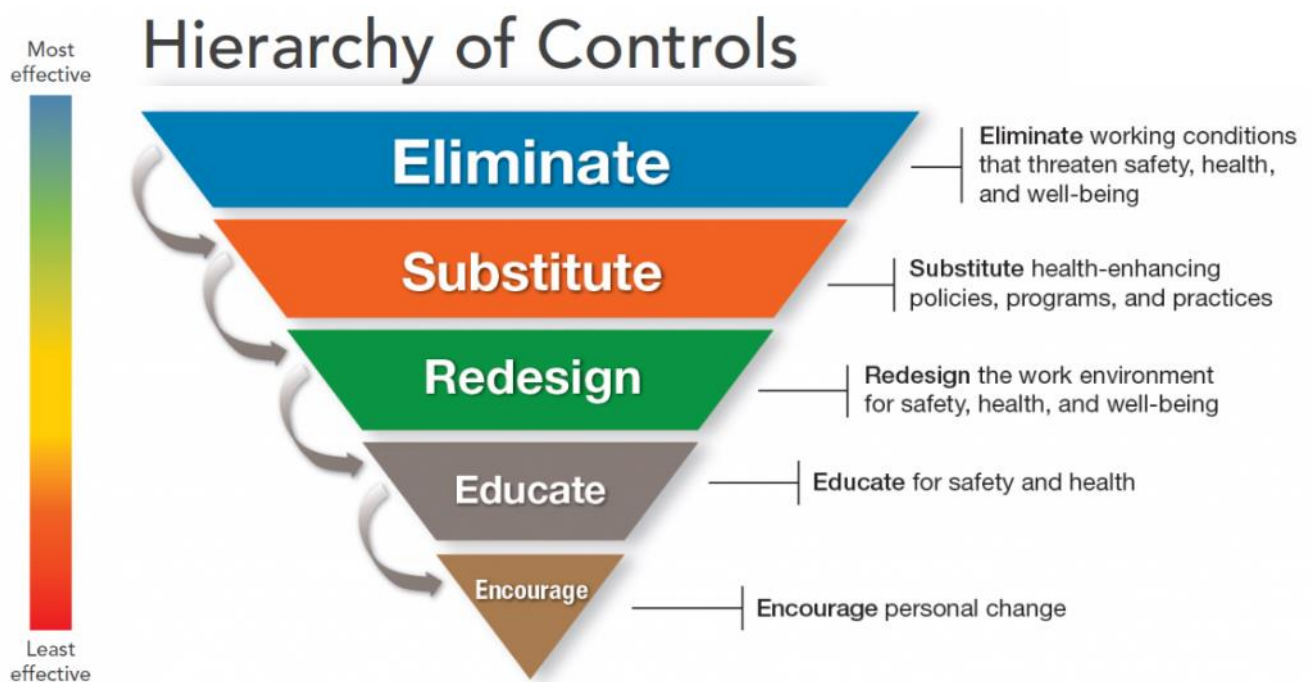 Hierarchy of Controls
Most
effective
Eliminate
Eliminate working conditions
that threaten safety, health,
and well-being
Substitute
Substitute health-enhancing
policies, programs, and practices
Redesign
Redesign the work environment
for safety, health, and well-being
Educate
Educate for safety and health
Encourage
Encourage personal change
Least
effective